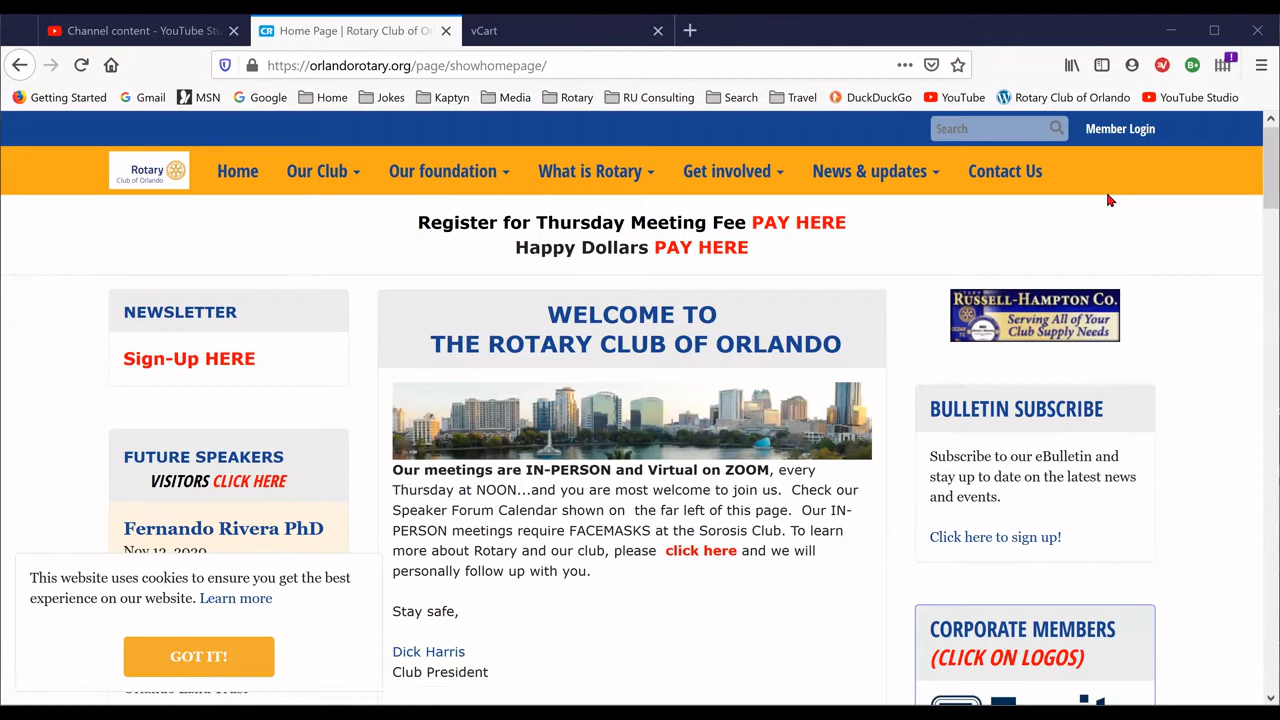 Channel content - YouTube Stu
Home Page | Rotary Club of Or
vCart
https://orlandorotary.org/page/showhomepage/
Getting Started
Gmail
MSN
Google
Home
Jokes
Kaptyn
Media
Rotary
RU Consulting
Search
Travel
DuckDuckGo
YouTube
Rotary Club of Orlando
YouTube Studio
Search
Member Login
Rotary
Club of Orlando
Home
Our Club
Our foundation
What is Rotary
Get involved
News & updates
Contact Us
Register for Thursday Meeting Fee PAY HERE
Happy Dollars PAY HERE
NEWSLETTER
Sign-Up HERE
FUTURE SPEAKERS
VISITORS CLICK HERE
Fernando Rivera PhD
Nov 12, 2020
This website uses cookies to ensure you get the best
experience on our website. Learn more
GOT IT!
WELCOME TO
THE ROTARY CLUB OF ORLANDO
Our meetings are IN-PERSON and Virtual on ZOOM, every
Thursday at NOON...and you are most welcome to join us. Check our
Speaker Forum Calendar shown on the far left of this page. Our IN-
PERSON meetings require FACEMASKS at the Sorosis Club. To learn
more about Rotary and our club, please click here and we will
personally follow up with you.
Stay safe,
Dick Harris
Club President
RUSSELL-HAMPTON CO.
Serving All of Your
Club Supply Needs
BULLETIN SUBSCRIBE
Subscribe to our eBulletin and
stay up to date on the latest news
and events.
Click here to sign up!
CORPORATE MEMBERS
(CLICK ON LOGOS)